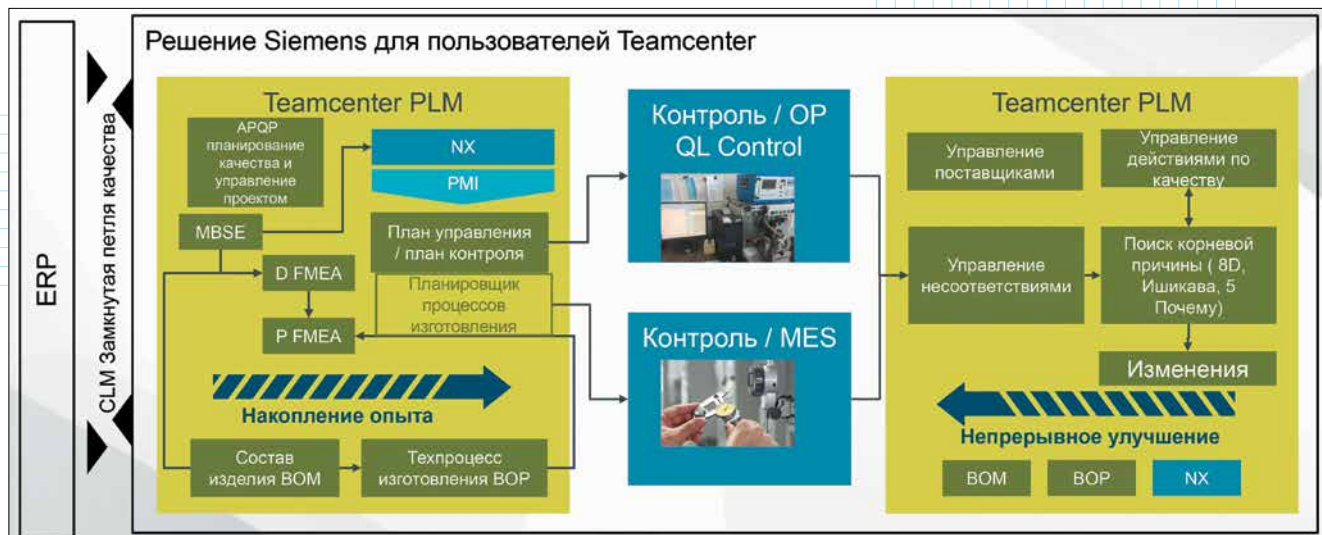 ERP
CLM Замкнутая петля качества
Решение Siemens для пользователей Teamcenter
Teamcenter PLM
APQP
планирование
качества и
управление
проектом
NX
PMI
MBSE
План управления
/ план контроля
D FMEA
Планировщик
процессов
изготовления
P FMEA
Накопление опыта
Состав
изделия BOM
Техпроцесс
изготовления BOP
Контроль / OP
QL Control
Контроль / MES
Teamcenter PLM
Управление
поставщиками
Управление
действиями по
качеству
Управление
несоответствиями
Поиск корневой
причины ( 8D,
Ишикава, 5
Почему)
Изменения
Непрерывное улучшение
BOM
BOP
NX